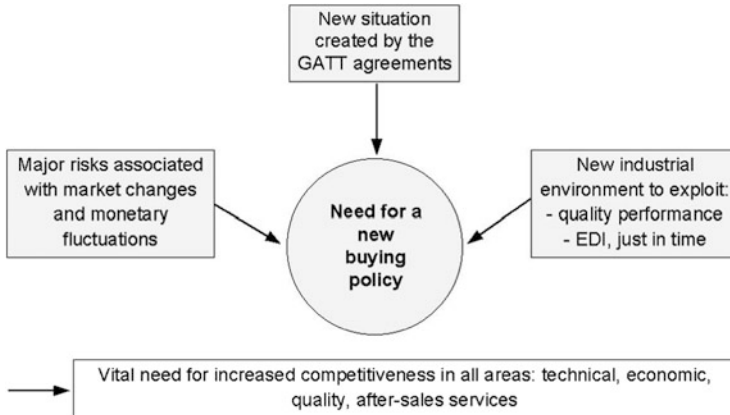 New situation
created by the
GATT agreements
Major risks associated
with market changes
and monetary
fluctuations
Need for a
new
buying
policy
New industrial
environment to exploit:
- quality performance
- EDI, just in time
Vital need for increased competitiveness in all areas: technical, economic,
quality, after-sales services